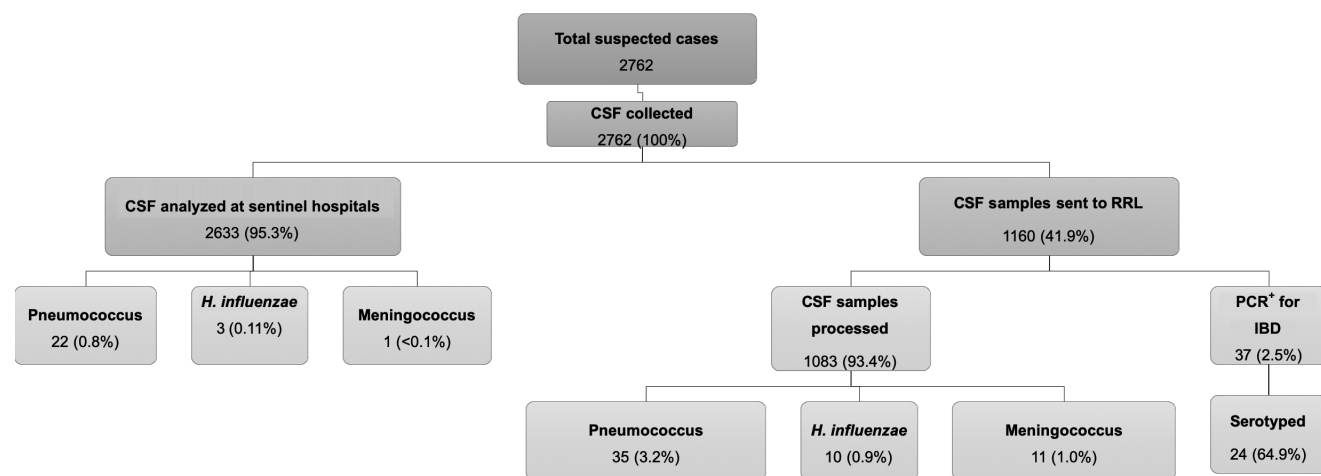 Total suspected cases
2762
CSF collected
2762 (100%)
CSF analyzed at sentinel hospitals
2633 (95.3%)
CSF samples sent to RRL
1160 (41.9%)
Pneumococcus
22 (0.8%)
H. influenzae
3 (0.11%)
Meningococcus
1 (<0.1%)
CSF samples
processed
1083 (93.4%)
PCR⁺ for
IBD
37 (2.5%)
Pneumococcus
35 (3.2%)
H. influenzae
10 (0.9%)
Meningococcus
11 (1.0%)
Serotyped
24 (64.9%)